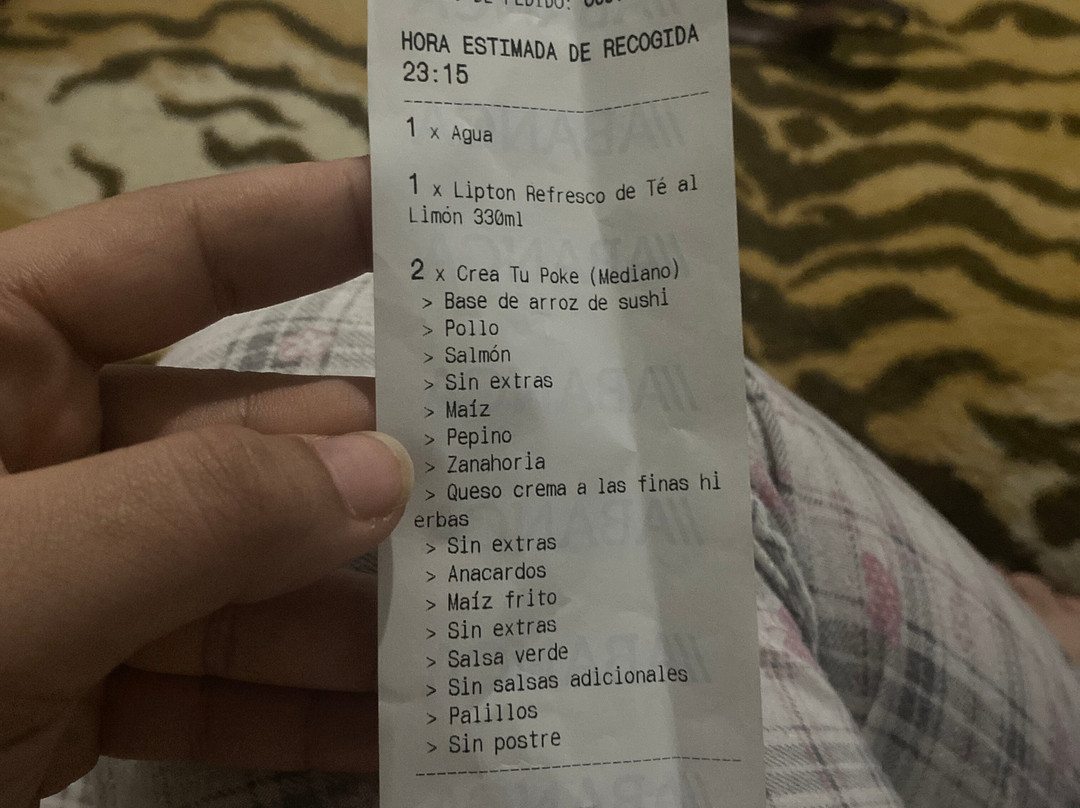 DE PEDIDO:
HORA ESTIMADA DE RECOGIDA
23:15
1 x Agua
1 x Lipton Refresco de Té al
Limón 330ml
2 x Crea Tu Poke (Mediano)
> Base de arroz de sushi
> Pollo
> Salmón
> Sin extras
> Maíz
> Pepino
> Zanahoria
> Queso crema a las finas hi
erbas
> Sin extras
> Anacardos
> Maíz frito
> Sin extras
> Salsa verde
> Sin salsas adicionales
> Palillos
> Sin postre